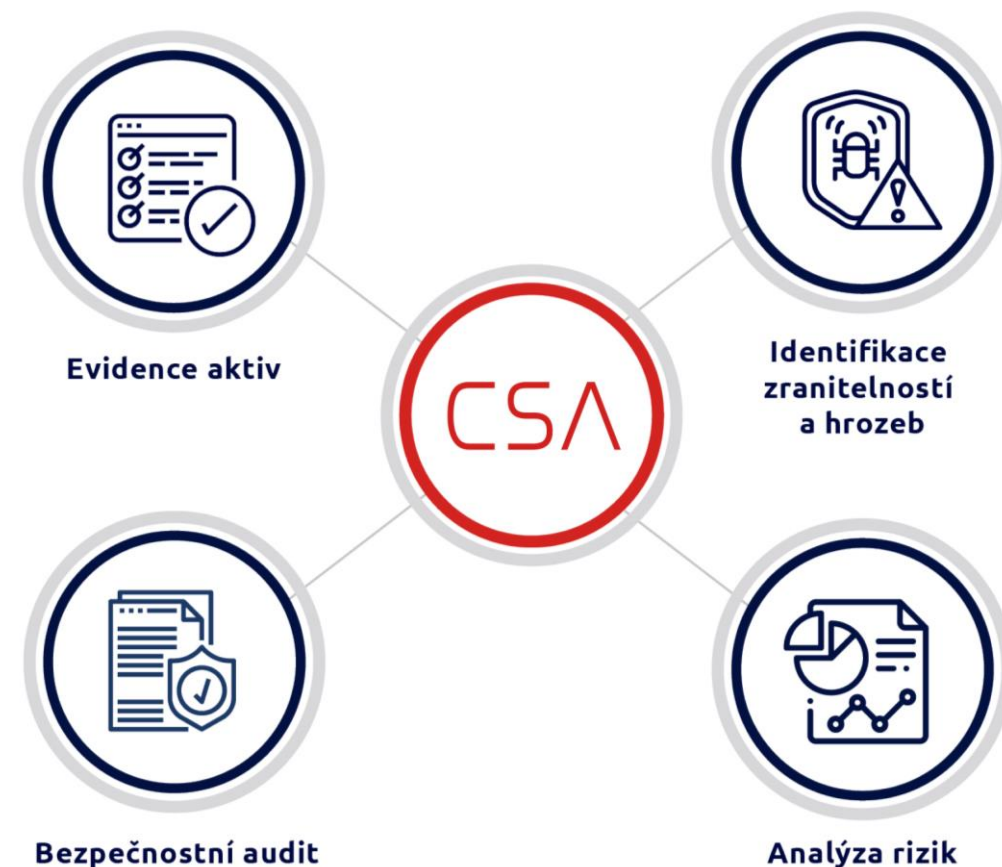 Evidence aktiv
Identifikace
zranitelností
a hrozeb
CSA
Bezpečnostní audit
Analýza rizik